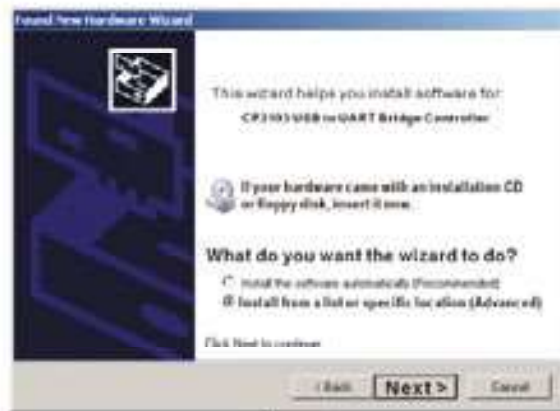 Found New Hardware Wizard
This wizard helps you install software for:
CP2103 USB to UART Bridge Controller
If your hardware came with an installation CD
or floppy disk, insert it now.
What do you want the wizard to do?
Install the software automatically (Recommended)
Install from a list or specific location (Advanced)
Click Next to continue.
< Back
Next >
Cancel